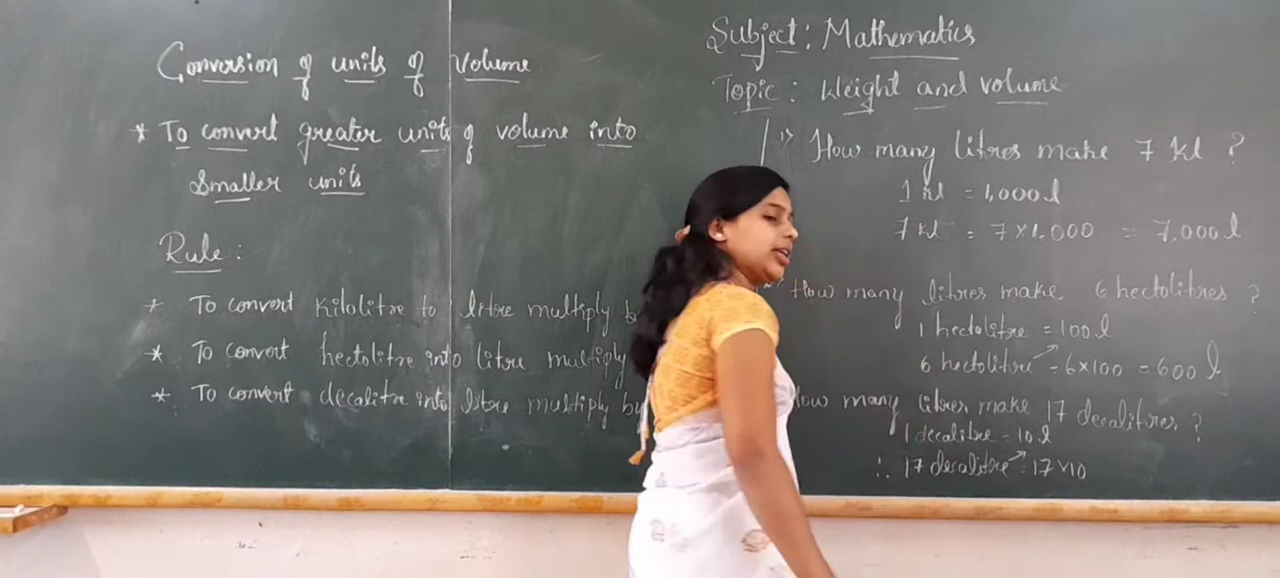 Conversion of units of volume
* To convert greater units of volume into
Smaller units
Rule:
* To convert Kilolitre to litre multiply
* To convert hectolitre into litre multiply
* To convert decalitre into litre multiply by
Subject: Mathematics
Topic: Weight and volume
1> How many litres make 7 kl ?
1 kl = 1,000 l
7 kl = 7×1,000 = 7,000 l
How many litres make 6 hectolitres ?
1 hectolitre = 100 l
6 hectolitre = 6×100 = 600 l
How many litres make 17 decalitres ?
1 decalitre = 10 l
∴ 17 decalitre = 17×10